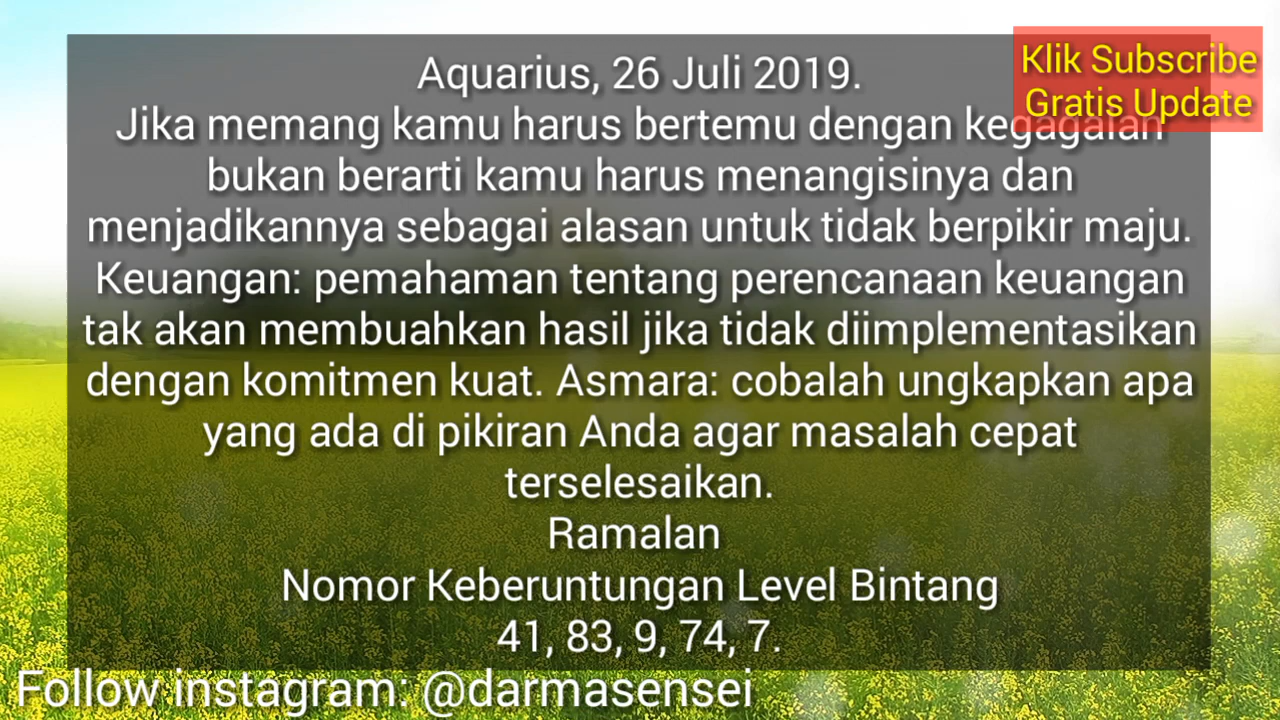 Klik Subscribe
Gratis Update
Aquarius, 26 Juli 2019.
Jika memang kamu harus bertemu dengan kegagalan
bukan berarti kamu harus menangisinya dan
menjadikannya sebagai alasan untuk tidak berpikir maju.
Keuangan: pemahaman tentang perencanaan keuangan
tak akan membuahkan hasil jika tidak diimplementasikan
dengan komitmen kuat. Asmara: cobalah ungkapkan apa
yang ada di pikiran Anda agar masalah cepat
terselesaikan.
Ramalan
Nomor Keberuntungan Level Bintang
41, 83, 9, 74, 7.
Follow instagram: @darmasensei